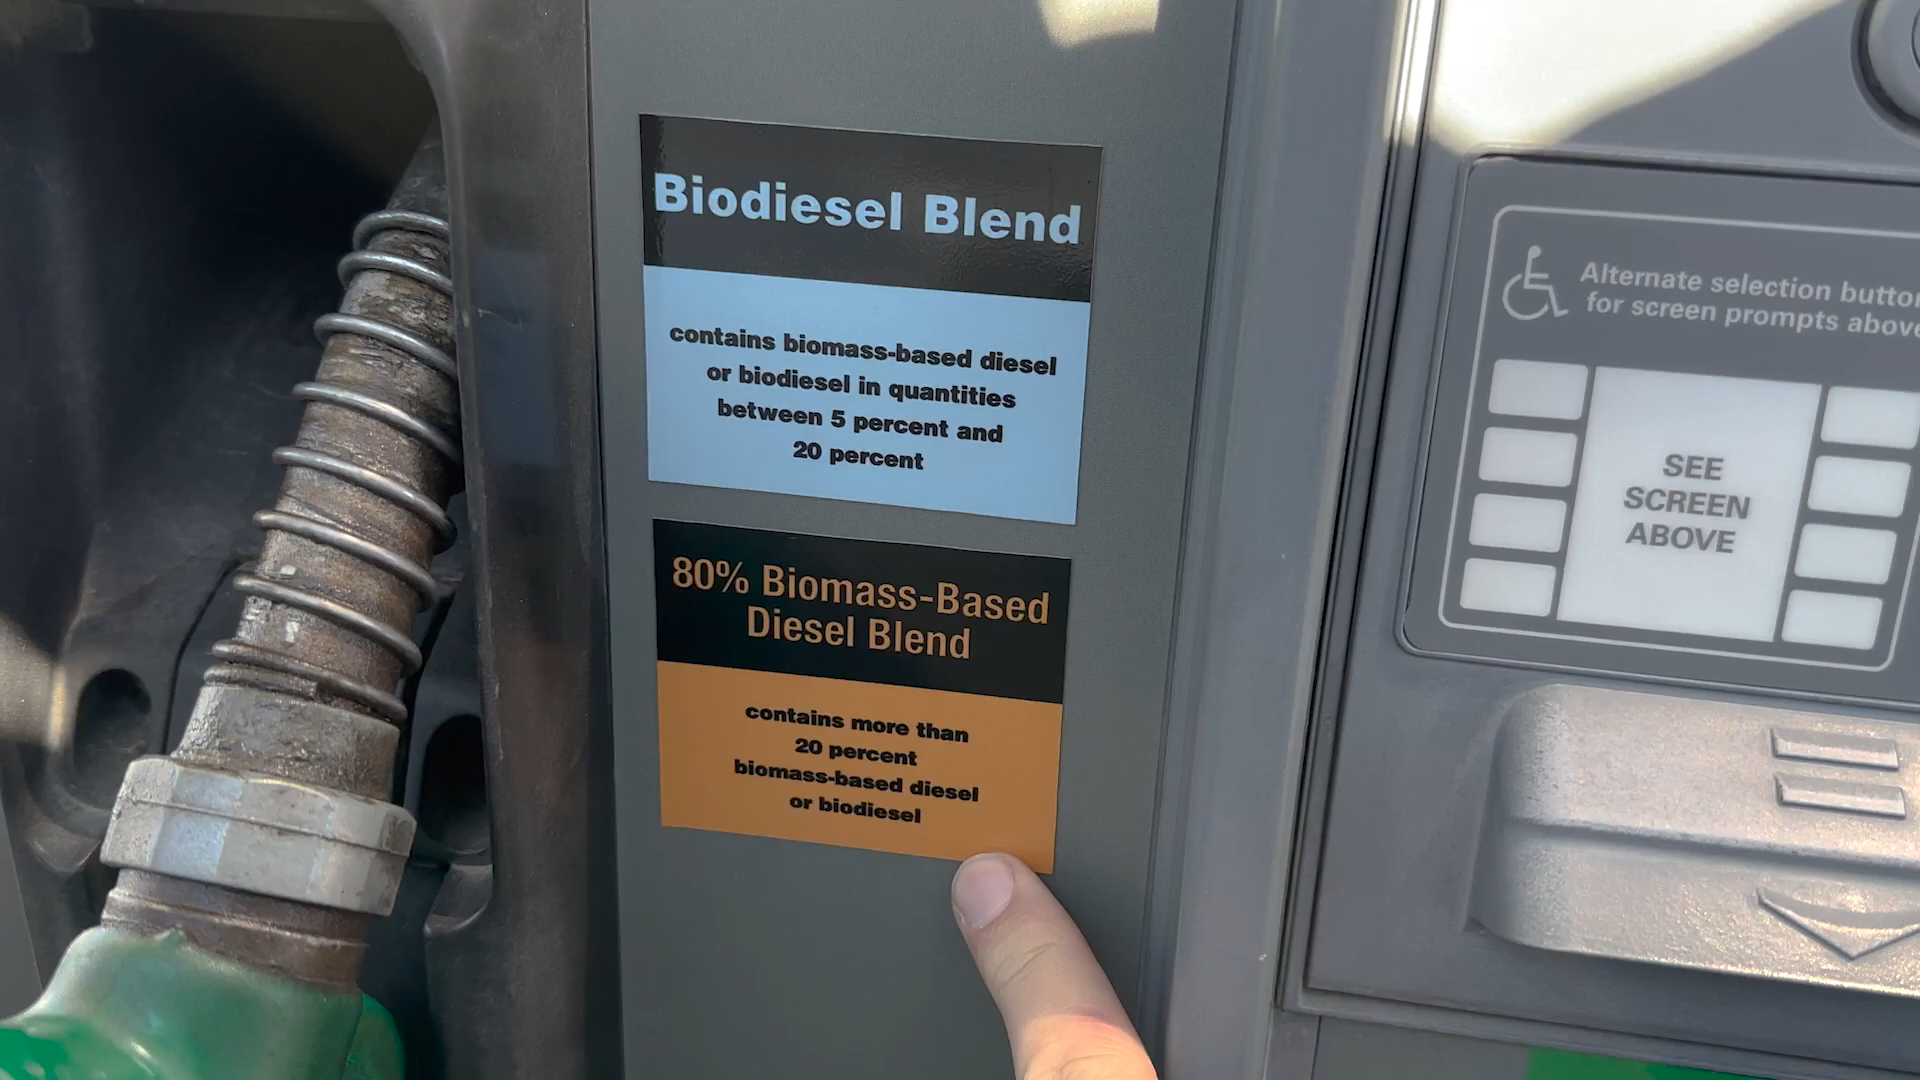 Biodiesel Blend
contains biomass-based diesel
or biodiesel in quantities
between 5 percent and
20 percent
80% Biomass-Based
Diesel Blend
contains more than
20 percent
biomass-based diesel
or biodiesel
Alternate selection
for screen prompts above
SEE
SCREEN
ABOVE